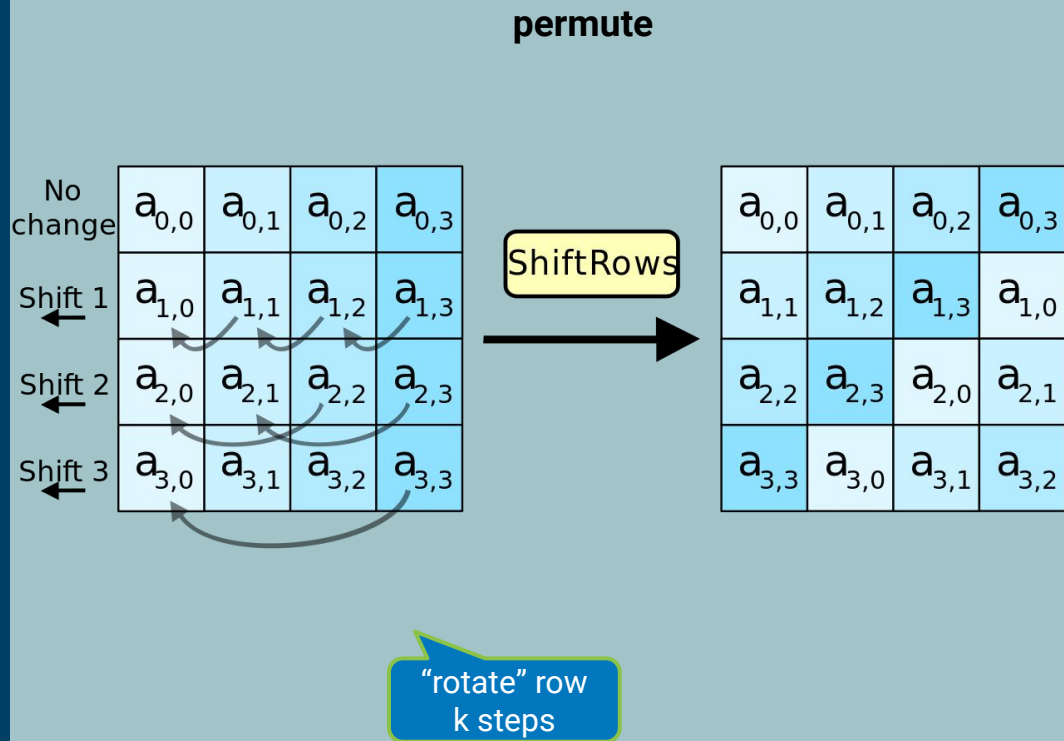 permute
No
change
a0,0 a0,1 a0,2 a0,3
Shift 1
a1,0 a1,1 a1,2 a1,3
Shift 2
a2,0 a2,1 a2,2 a2,3
Shift 3
a3,0 a3,1 a3,2 a3,3
ShiftRows
a0,0 a0,1 a0,2 a0,3
a1,1 a1,2 a1,3 a1,0
a2,2 a2,3 a2,0 a2,1
a3,3 a3,0 a3,1 a3,2
“rotate” row
k steps